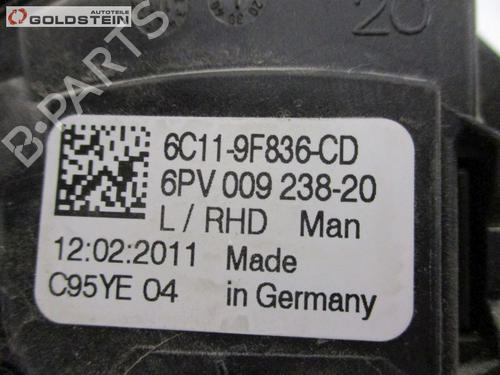 Autoteile
GOLDSTEIN
B-PARTS
20
6C11-9F836-CD
6PV 009 238-20
L / RHD Man
12:02:2011 Made
C95YE 04 in Germany